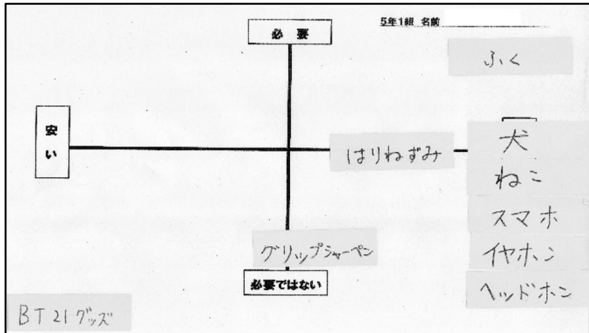 必要
5年1組 名前
ふく
安い
はりねずみ
犬
ねこ
スマホ
イヤホン
ヘッドホン
グリップシャーペン
必要ではない
BT21グッズ